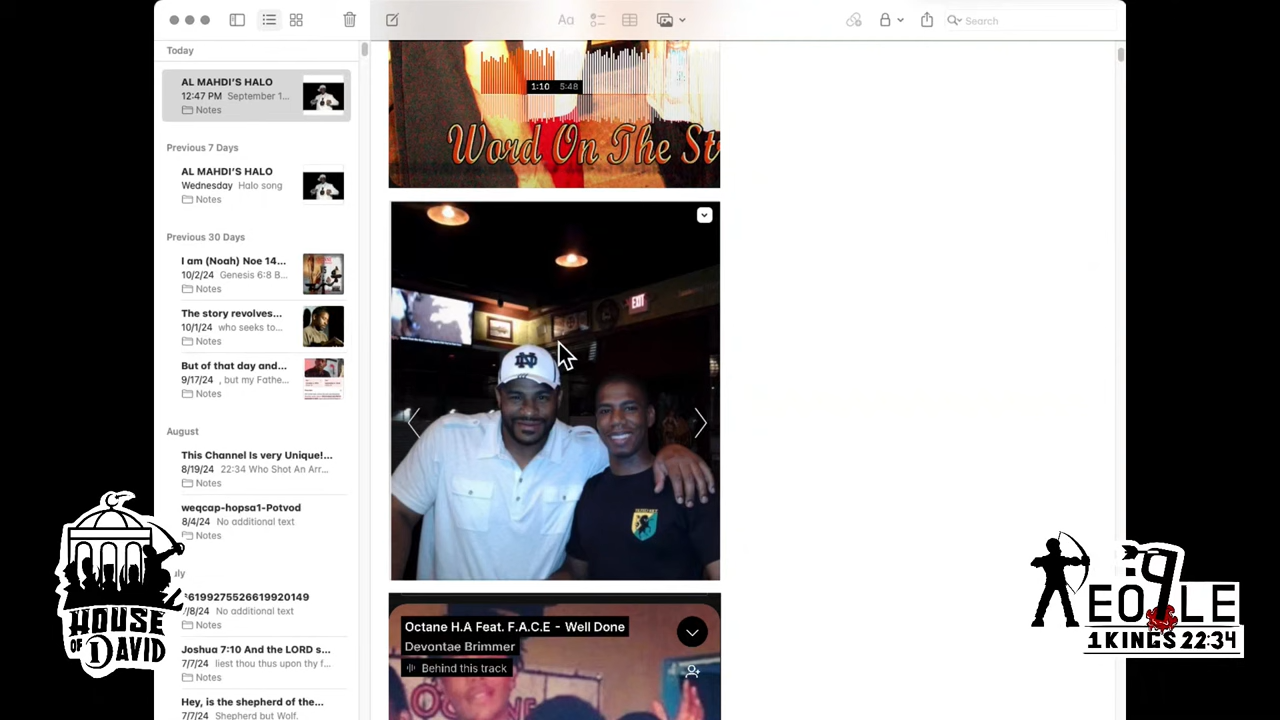 Aa
Search
Today
AL MAHDI'S HALO
12:47 PM September 1...
Notes
Previous 7 Days
AL MAHDI'S HALO
Wednesday Halo song
Notes
Previous 30 Days
I am (Noah) Noe 14...
10/2/24 Genesis 6:8 B...
Notes
The story revolves...
10/1/24 who seeks to...
Notes
But of that day and...
9/17/24 , but my Fathe...
Notes
August
This Channel Is very Unique!...
8/19/24 22:34 Who Shot An Arr...
Notes
weqcap-hopsa1-Potvod
8/4/24 No additional text
Notes
uly
6619927552661992014​9
7/8/24 No additional text
Notes
Joshua 7:10 And the LORD s...
7/7/24 liest thou thus upon thy f...
Notes
Hey, is the shepherd of the...
7/7/24 Shepherd but Wolf.
1:10 5:48
Word On The St
EXIT
ND
Octane H.A Feat. F.A.C.E - Well Done
Devontae Brimmer
Behind this track
HOUSE
OF DAVID
1 KINGS 22:34